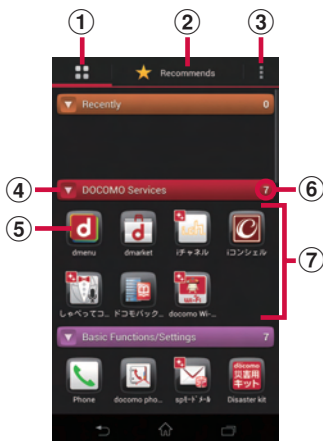 ① ② ③
Recommends
Recently 0
④ DOCOMO Services 7 ⑥
⑤ d
dmenu dmarket iチャネル iコンシェル
⑦
しゃべってコ... ドコモバック... docomo Wi-...
Basic Functions/Settings 7
docomo
災害用
キット
Phone docomo pho... spモードメール Disaster kit